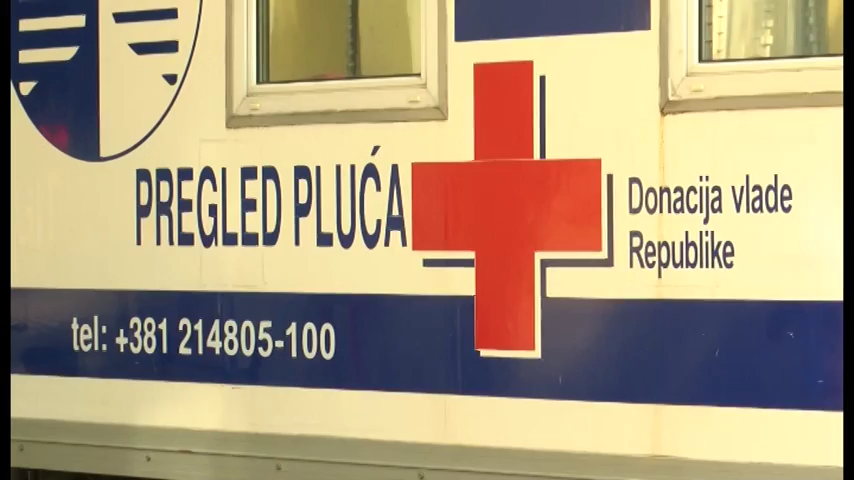 PREGLED PLUĆA
Donacija vlade
Republike
tel: +381 214805-100